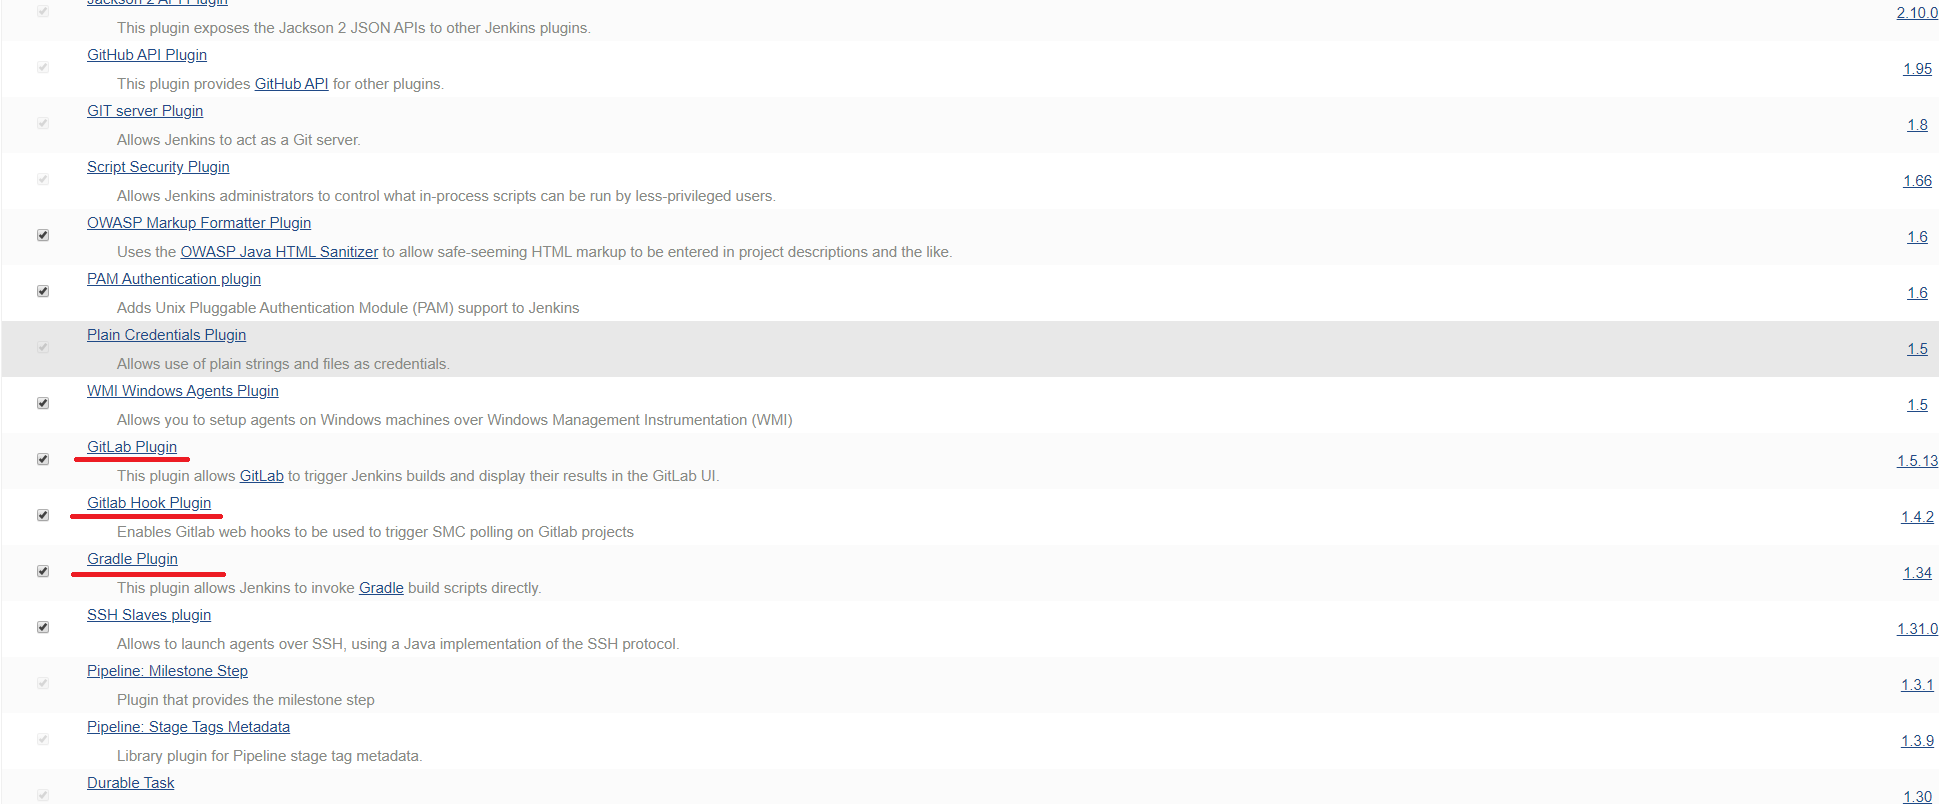 Jackson 2 API Plugin
2.10.0
This plugin exposes the Jackson 2 JSON APIs to other Jenkins plugins.
GitHub API Plugin
1.95
This plugin provides GitHub API for other plugins.
GIT server Plugin
1.8
Allows Jenkins to act as a Git server.
Script Security Plugin
1.66
Allows Jenkins administrators to control what in-process scripts can be run by less-privileged users.
OWASP Markup Formatter Plugin
1.6
Uses the OWASP Java HTML Sanitizer to allow safe-seeming HTML markup to be entered in project descriptions and the like.
PAM Authentication plugin
1.6
Adds Unix Pluggable Authentication Module (PAM) support to Jenkins
Plain Credentials Plugin
1.5
Allows use of plain strings and files as credentials.
WMI Windows Agents Plugin
1.5
Allows you to setup agents on Windows machines over Windows Management Instrumentation (WMI)
GitLab Plugin
1.5.13
This plugin allows GitLab to trigger Jenkins builds and display their results in the GitLab UI.
Gitlab Hook Plugin
1.4.2
Enables Gitlab web hooks to be used to trigger SMC polling on Gitlab projects
Gradle Plugin
1.34
This plugin allows Jenkins to invoke Gradle build scripts directly.
SSH Slaves plugin
1.31.0
Allows to launch agents over SSH, using a Java implementation of the SSH protocol.
Pipeline: Milestone Step
1.3.1
Plugin that provides the milestone step
Pipeline: Stage Tags Metadata
1.3.9
Library plugin for Pipeline stage tag metadata.
Durable Task
1.30